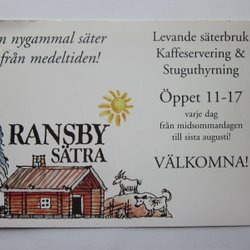 n nygammal säter
från medeltiden!
RANSBY
SÄTRA
Levande säterbruk
Kaffeservering &
Stuguthyrning
Öppet 11-17
varje dag
från midsommardagen
till sista augusti!
VÄLKOMNA!